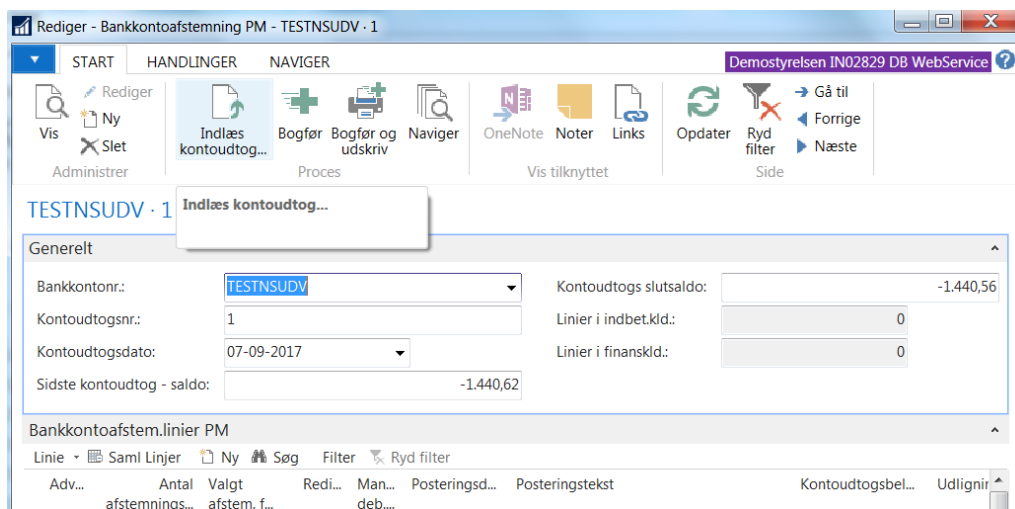 Rediger - Bankkontoafstemning PM - TESTNSUDV · 1
START HANDLINGER NAVIGER Demostyrelsen IN02829 DB WebService
Vis
Rediger
Ny
Slet
Administrer
Indlæs
kontoudtog...
Bogfør
Bogfør og
udskriv
Naviger
Proces
OneNote
Noter
Links
Vis tilknyttet
Opdater
Ryd
filter
Gå til
Forrige
Næste
Side
TESTNSUDV · 1
Indlæs kontoudtog...
Generelt
Bankkontonr.: TESTNSUDV Kontoudtogs slutsaldo: -1.440,56
Kontoudtogsnr.: 1 Linier i indbet.kld.: 0
Kontoudtogsdato: 07-09-2017 Linier i finanskld.: 0
Sidste kontoudtog - saldo: -1.440,62
Bankkontoafstem.linier PM
Linie Saml Linjer Ny Søg Filter Ryd filter
Adv... Antal Valgt Redi... Man... Posteringsd... Posteringstekst Kontoudtogsbel... Udlignir
afstemnings... afstem. f... deb....